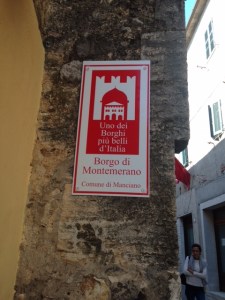 Uno dei
Borghi
più belli
d'Italia
Borgo di
Montemerano
Comune di Manciano